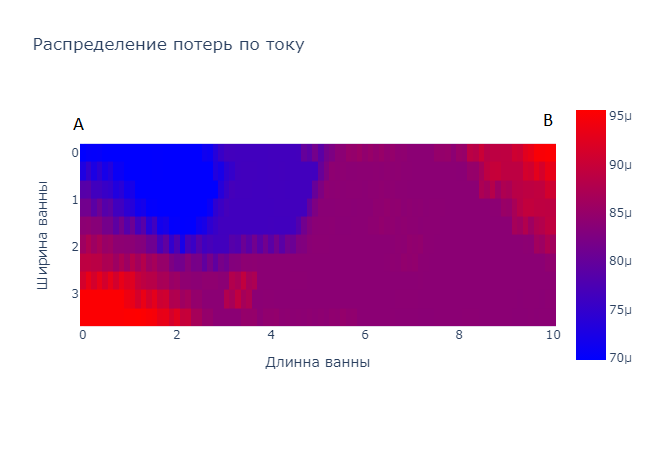 Распределение потерь по току
A
B
0
1
2
3
Ширина ванны
0
2
4
6
8
10
Длинна ванны
95μ
90μ
85μ
80μ
75μ
70μ